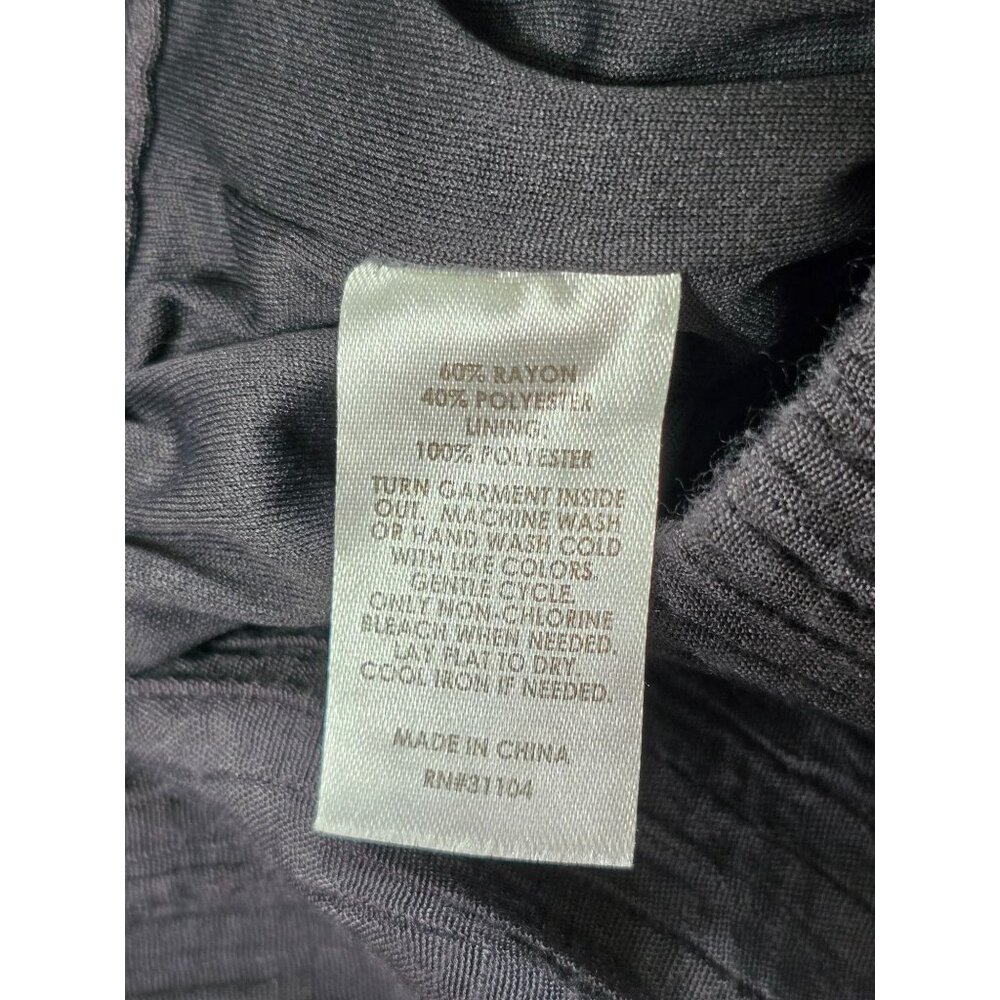 60% RAYON
40% POLYESTER
LINING:
100% POLYESTER
TURN GARMENT INSIDE
OUT. MACHINE WASH
OR HAND WASH COLD
WITH LIKE COLORS.
GENTLE CYCLE.
ONLY NON-CHLORINE
BLEACH WHEN NEEDED.
LAY FLAT TO DRY.
COOL IRON IF NEEDED.
MADE IN CHINA
RN#31104